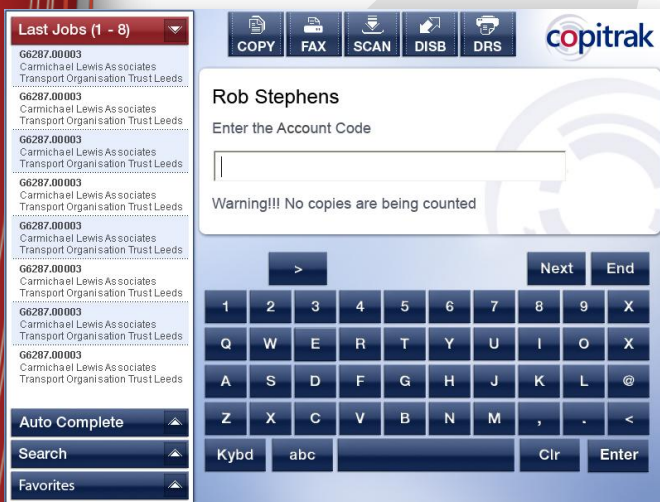 Last Jobs (1 - 8)
G6287.00003
Carmichael Lewis Associates
Transport Organisation Trust Leeds
G6287.00003
Carmichael Lewis Associates
Transport Organisation Trust Leeds
G6287.00003
Carmichael Lewis Associates
Transport Organisation Trust Leeds
G6287.00003
Carmichael Lewis Associates
Transport Organisation Trust Leeds
G6287.00003
Carmichael Lewis Associates
Transport Organisation Trust Leeds
G6287.00003
Carmichael Lewis Associates
Transport Organisation Trust Leeds
G6287.00003
Carmichael Lewis Associates
Transport Organisation Trust Leeds
G6287.00003
Carmichael Lewis Associates
Transport Organisation Trust Leeds
Auto Complete
Search
Favorites
COPY FAX SCAN DISB DRS
copitrak
Rob Stephens
Enter the Account Code
Warning!!! No copies are being counted
> Next End
1 2 3 4 5 6 7 8 9 X
Q W E R T Y U I O X
A S D F G H J K L @
Z X C V B N M , . <
Kybd abc Clr Enter